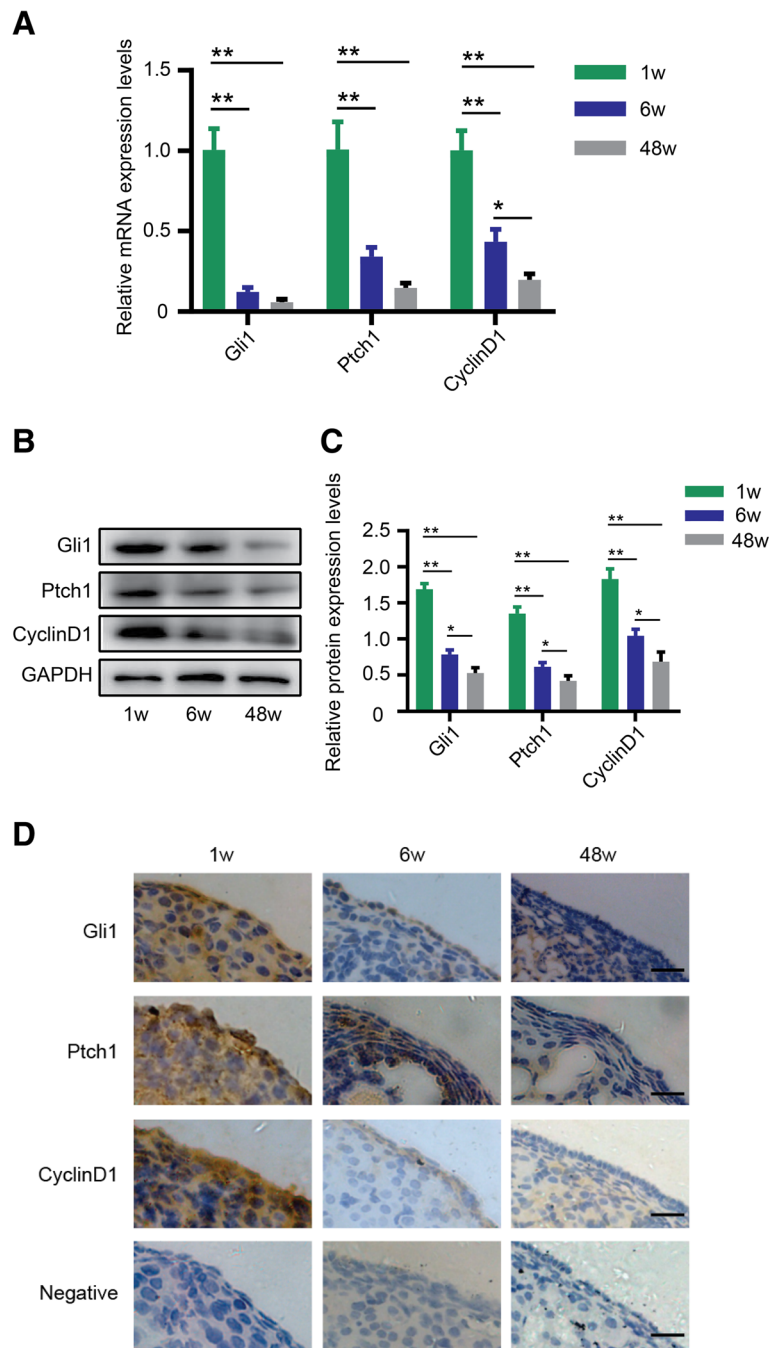 A
Relative mRNA expression levels
1.5
1.0
0.5
0
** ** **
** ** **
*
1w
6w
48w
Gli1 Ptch1 CyclinD1
B
Gli1
Ptch1
CyclinD1
GAPDH
1w 6w 48w
C
Relative protein expression levels
2.5
2.0
1.5
1.0
0.5
0
** ** **
** ** **
* * *
1w
6w
48w
Gli1 Ptch1 CyclinD1
D
1w 6w 48w
Gli1
Ptch1
CyclinD1
Negative